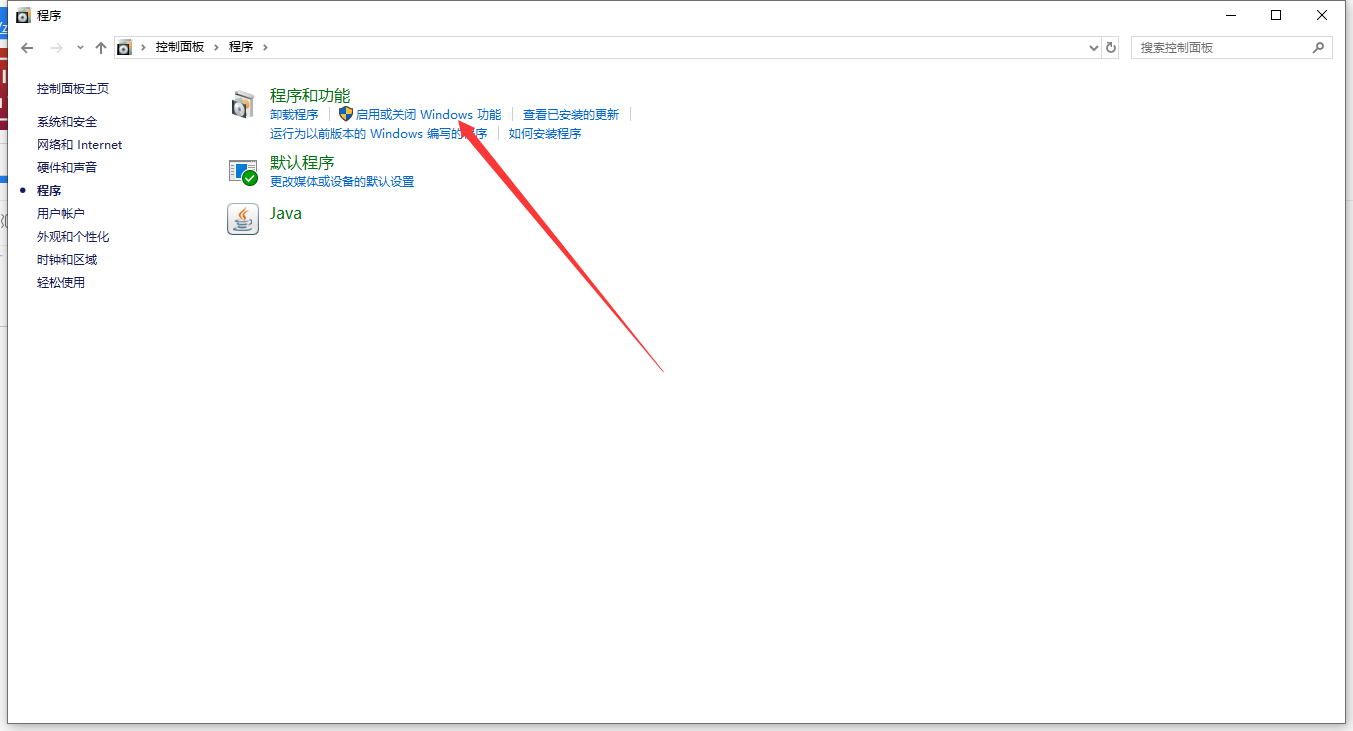 程序
控制面板 程序
搜索控制面板
控制面板主页
系统和安全
网络和 Internet
硬件和声音
程序
用户帐户
外观和个性化
时钟和区域
轻松使用
程序和功能
卸载程序 启用或关闭 Windows 功能 查看已安装的更新
运行为以前版本的 Windows 编写的程序 如何安装程序
默认程序
更改媒体或设备的默认设置
Java